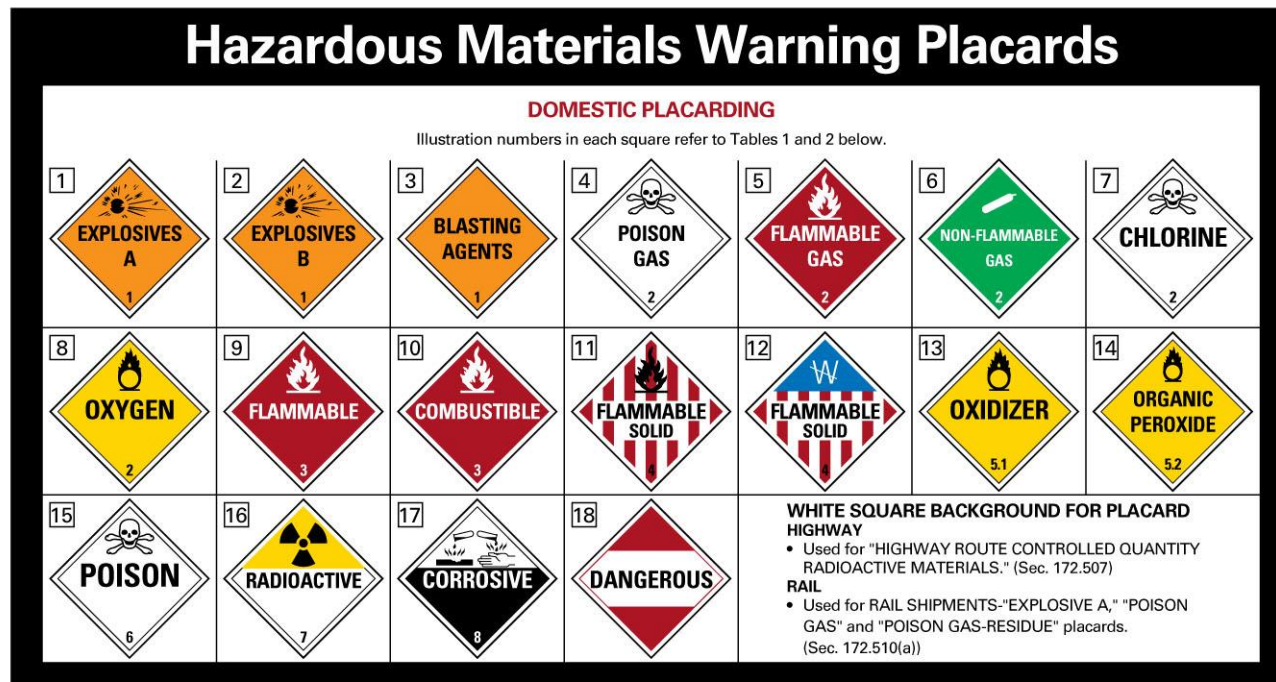 Hazardous Materials Warning Placards
DOMESTIC PLACARDING
Illustration numbers in each square refer to Tables 1 and 2 below.
1
EXPLOSIVES
A
1
2
EXPLOSIVES
B
1
3
BLASTING
AGENTS
1
4
POISON
GAS
2
5
FLAMMABLE
GAS
2
6
NON-FLAMMABLE
GAS
2
7
CHLORINE
2
8
OXYGEN
2
9
FLAMMABLE
3
10
COMBUSTIBLE
3
11
FLAMMABLE
SOLID
4
12
W
FLAMMABLE
SOLID
4
13
OXIDIZER
5.1
14
ORGANIC
PEROXIDE
5.2
15
POISON
6
16
RADIOACTIVE
7
17
CORROSIVE
8
18
DANGEROUS
WHITE SQUARE BACKGROUND FOR PLACARD
HIGHWAY
• Used for "HIGHWAY ROUTE CONTROLLED QUANTITY
RADIOACTIVE MATERIALS." (Sec. 172.507)
RAIL
• Used for RAIL SHIPMENTS-"EXPLOSIVE A," "POISON
GAS" and "POISON GAS-RESIDUE" placards.
(Sec. 172.510(a))